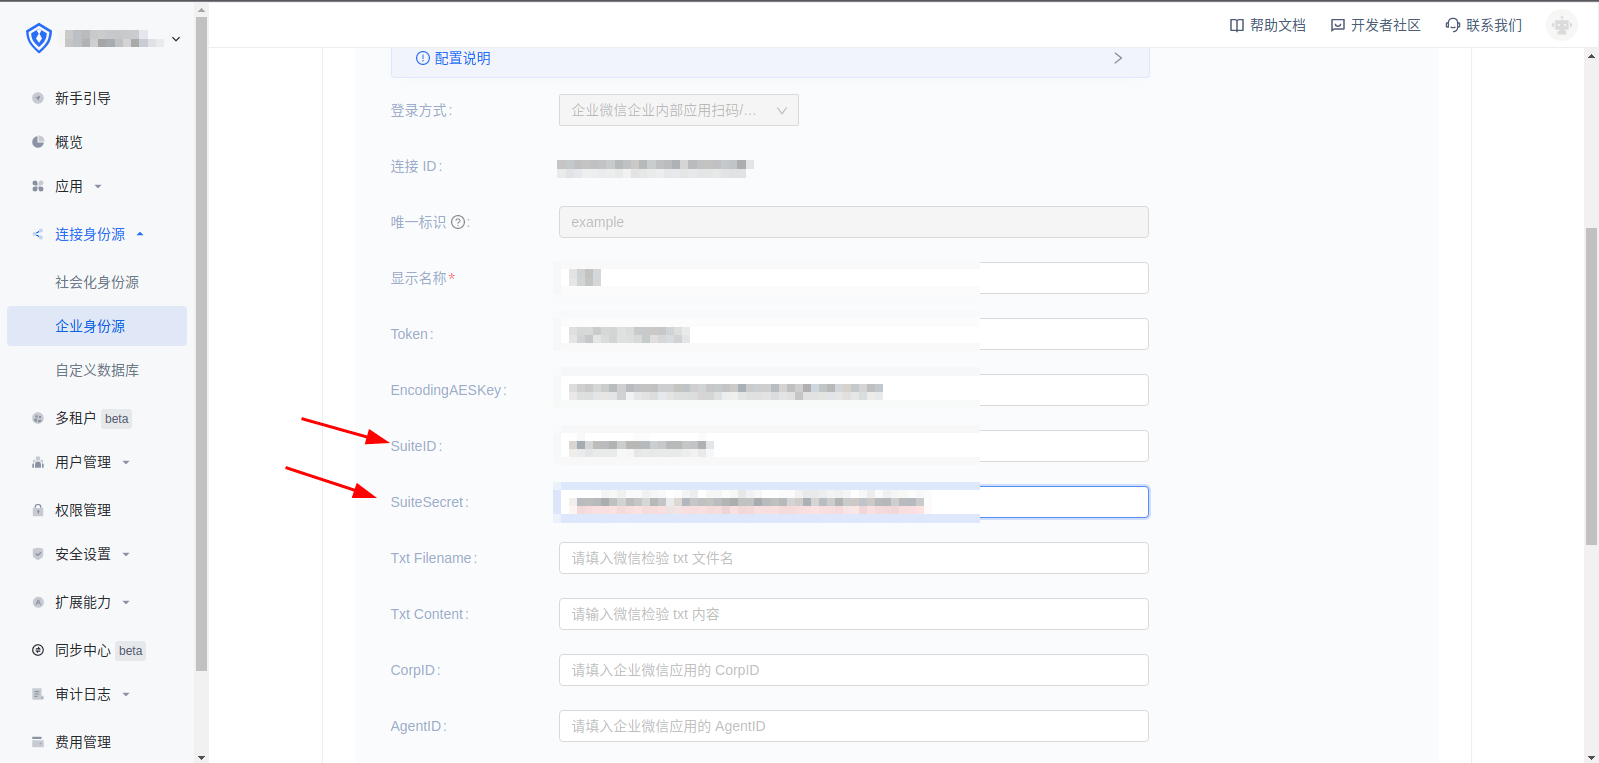 帮助文档
开发者社区
联系我们
新手引导
概览
应用
连接身份源
社会化身份源
企业身份源
自定义数据库
多租户 beta
用户管理
权限管理
安全设置
扩展能力
同步中心 beta
审计日志
费用管理
配置说明
登录方式:
企业微信企业内部应用扫码/...
连接 ID:
唯一标识 ?:
example
显示名称*
Token:
EncodingAESKey:
SuiteID:
SuiteSecret:
Txt Filename:
请填入微信检验 txt 文件名
Txt Content:
请输入微信检验 txt 内容
CorpID:
请填入企业微信应用的 CorpID
AgentID:
请填入企业微信应用的 AgentID